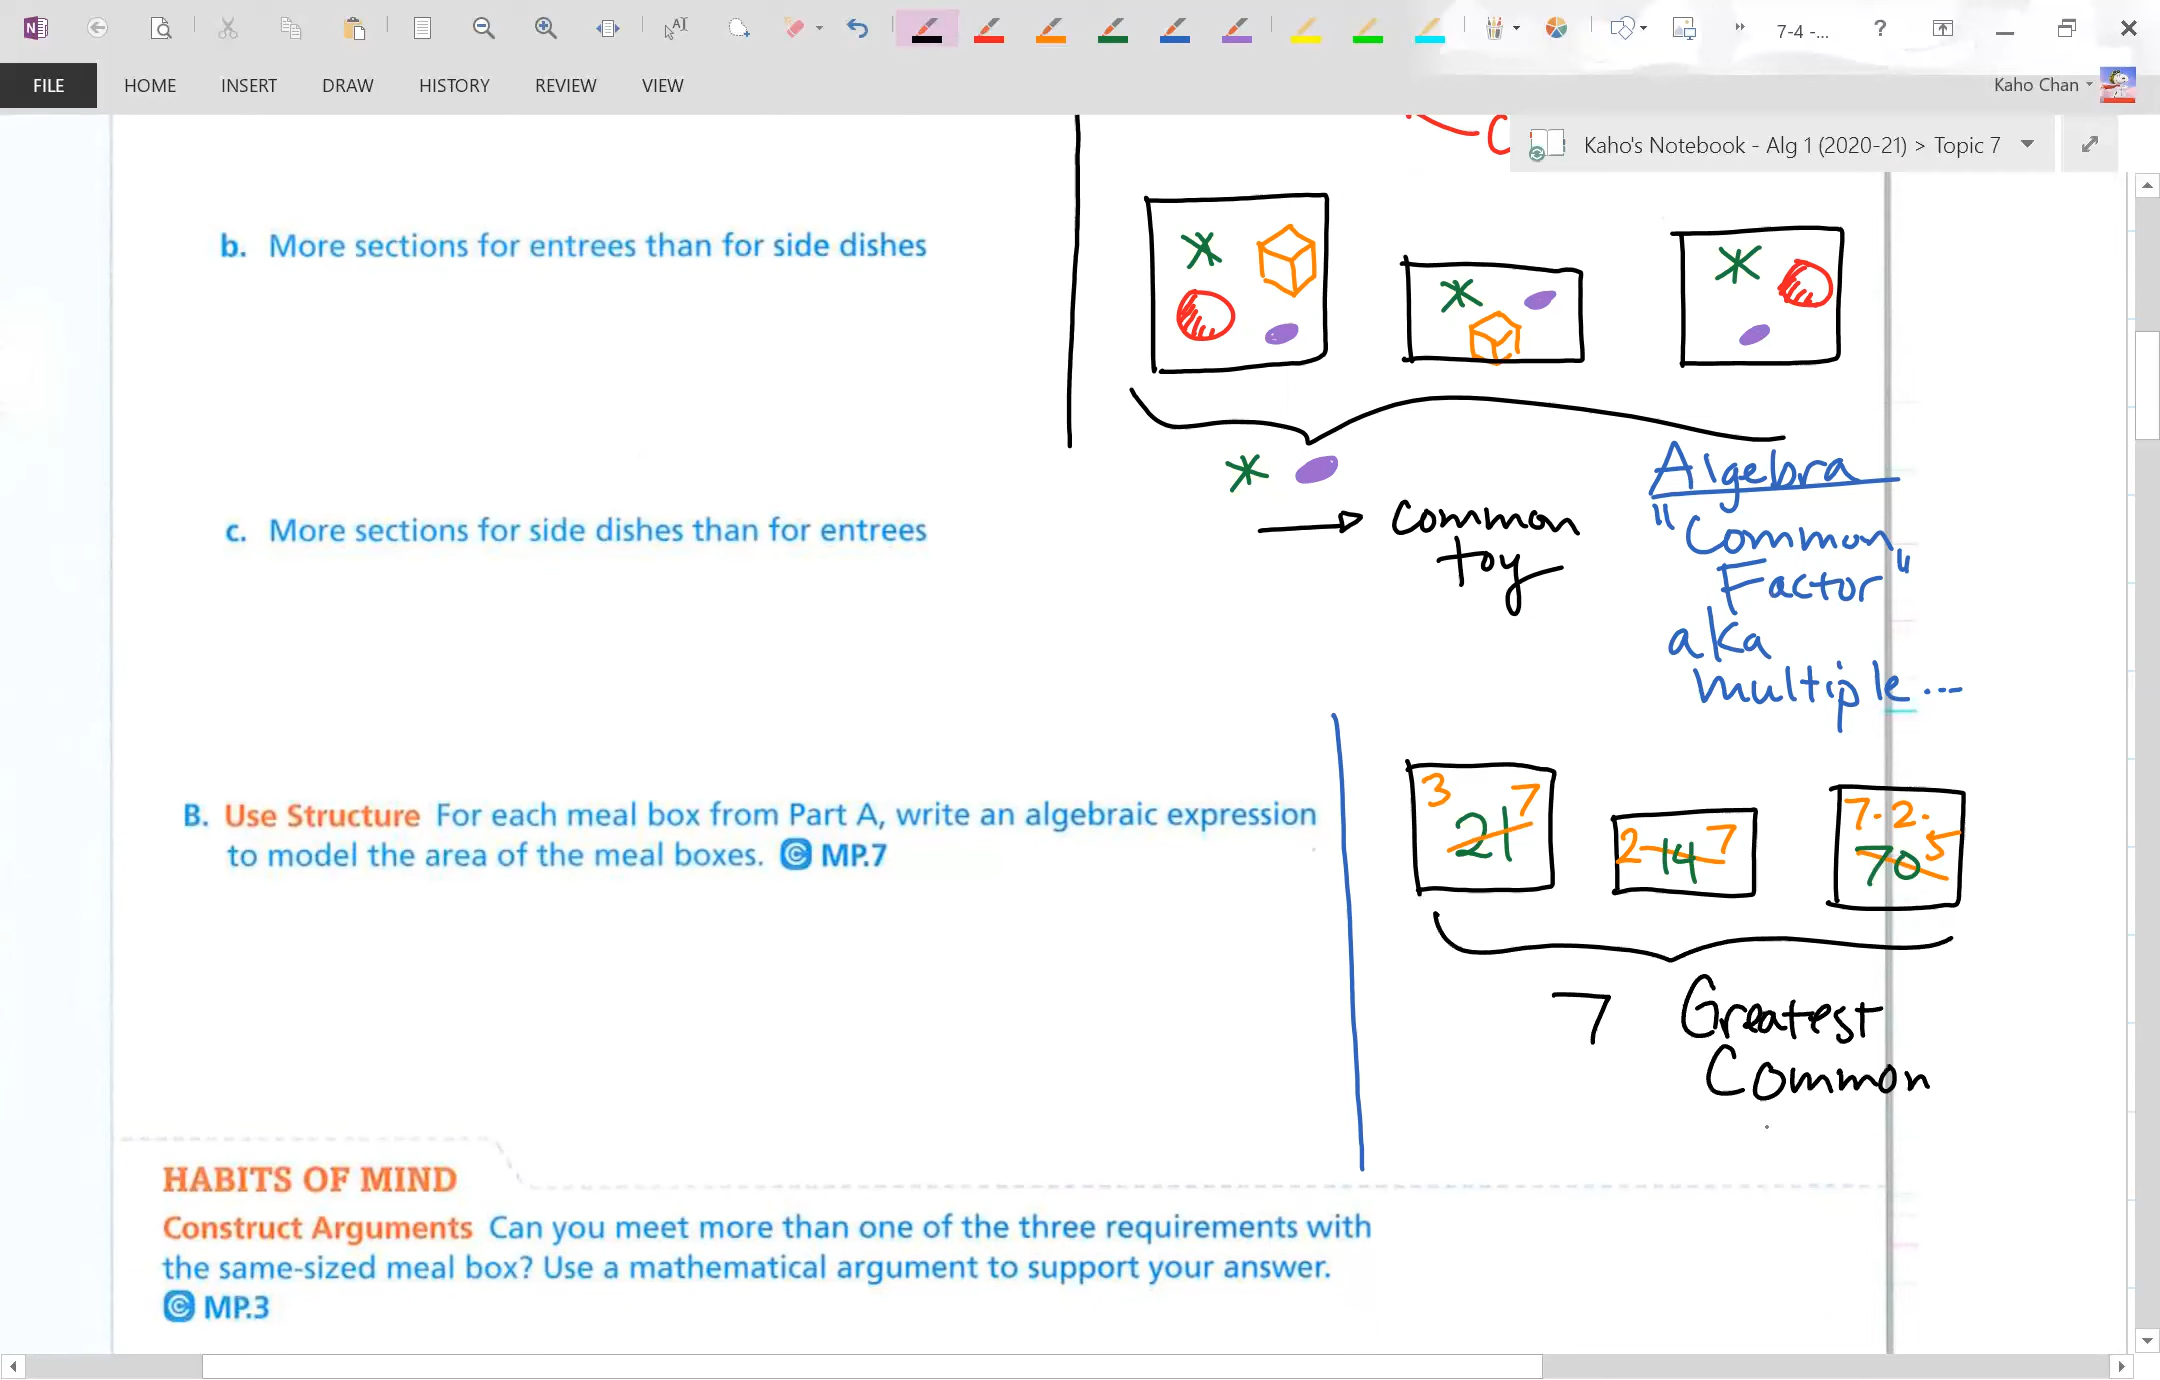 7-4 -...
?
FILE
HOME
INSERT
DRAW
HISTORY
REVIEW
VIEW
Kaho Chan
Kaho's Notebook - Alg 1 (2020-21) > Topic 7
b. More sections for entrees than for side dishes
c. More sections for side dishes than for entrees
common
toy
Algebra
"Common
Factor"
aka
multiple...
B. Use Structure For each meal box from Part A, write an algebraic expression
to model the area of the meal boxes. © MP.7
3 7
21
2 14 7
7·2·
5
70
7
Greatest
Common
HABITS OF MIND
Construct Arguments Can you meet more than one of the three requirements with
the same-sized meal box? Use a mathematical argument to support your answer.
© MP.3